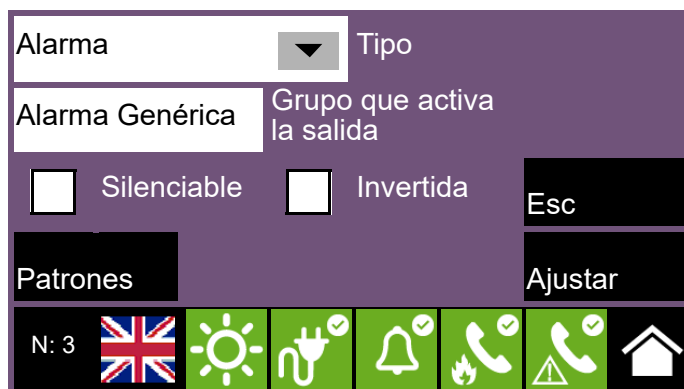 Alarma
Tipo
Alarma Genérica
Grupo que activa
la salida
Silenciable
Invertida
Esc
Patrones
Ajustar
N: 3